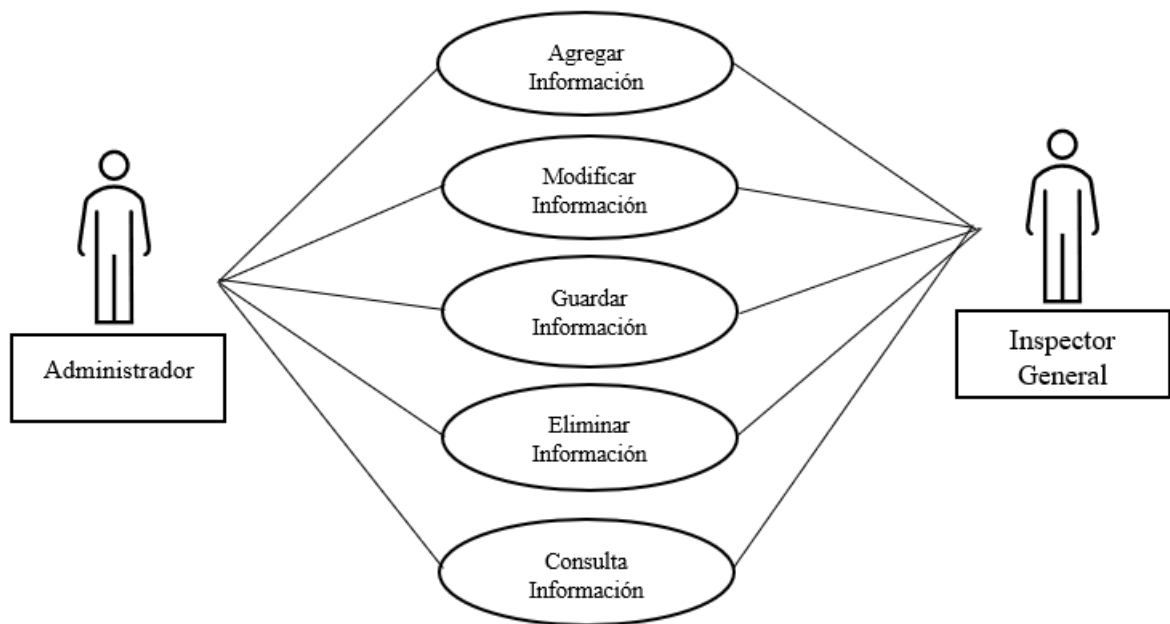 Agregar
Información
Modificar
Información
Guardar
Información
Eliminar
Información
Consulta
Información
Administrador
Inspector
General